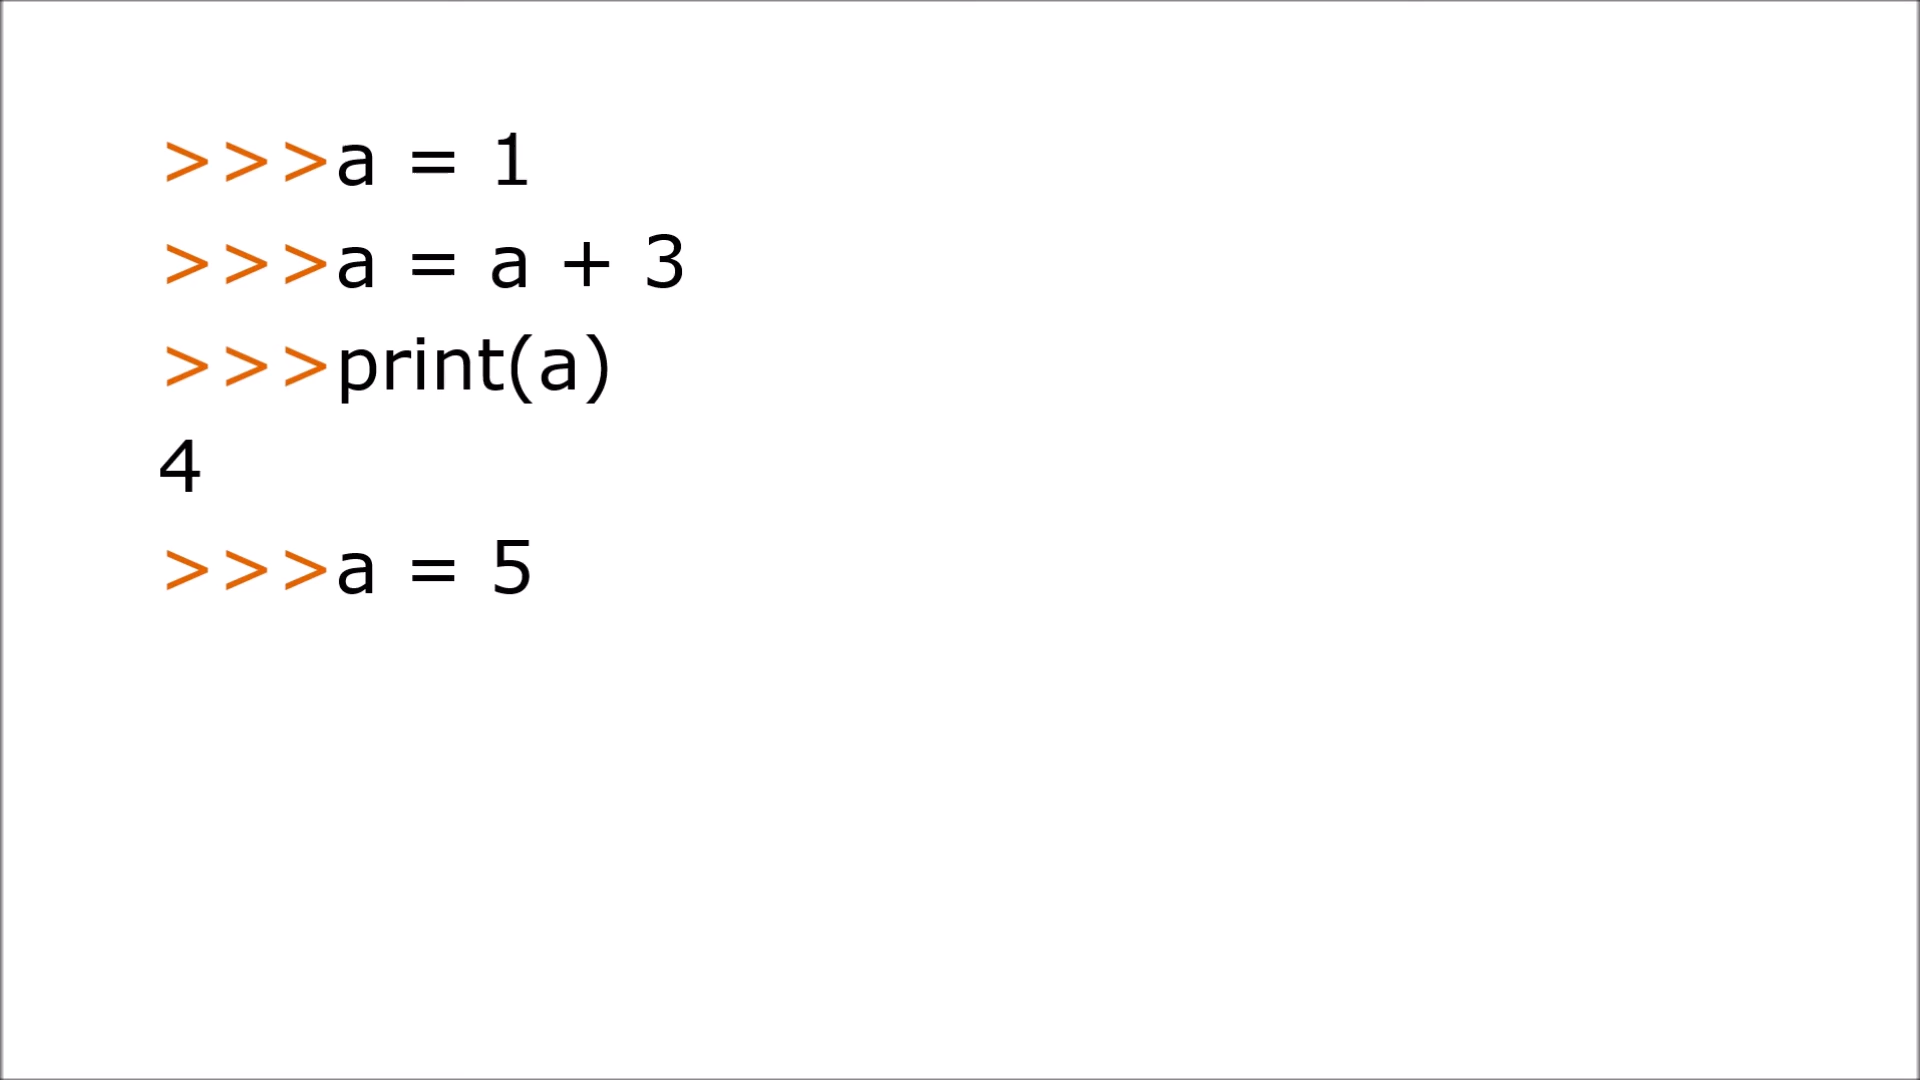 >>>a = 1
>>>a = a + 3
>>>print(a)
4
>>>a = 5